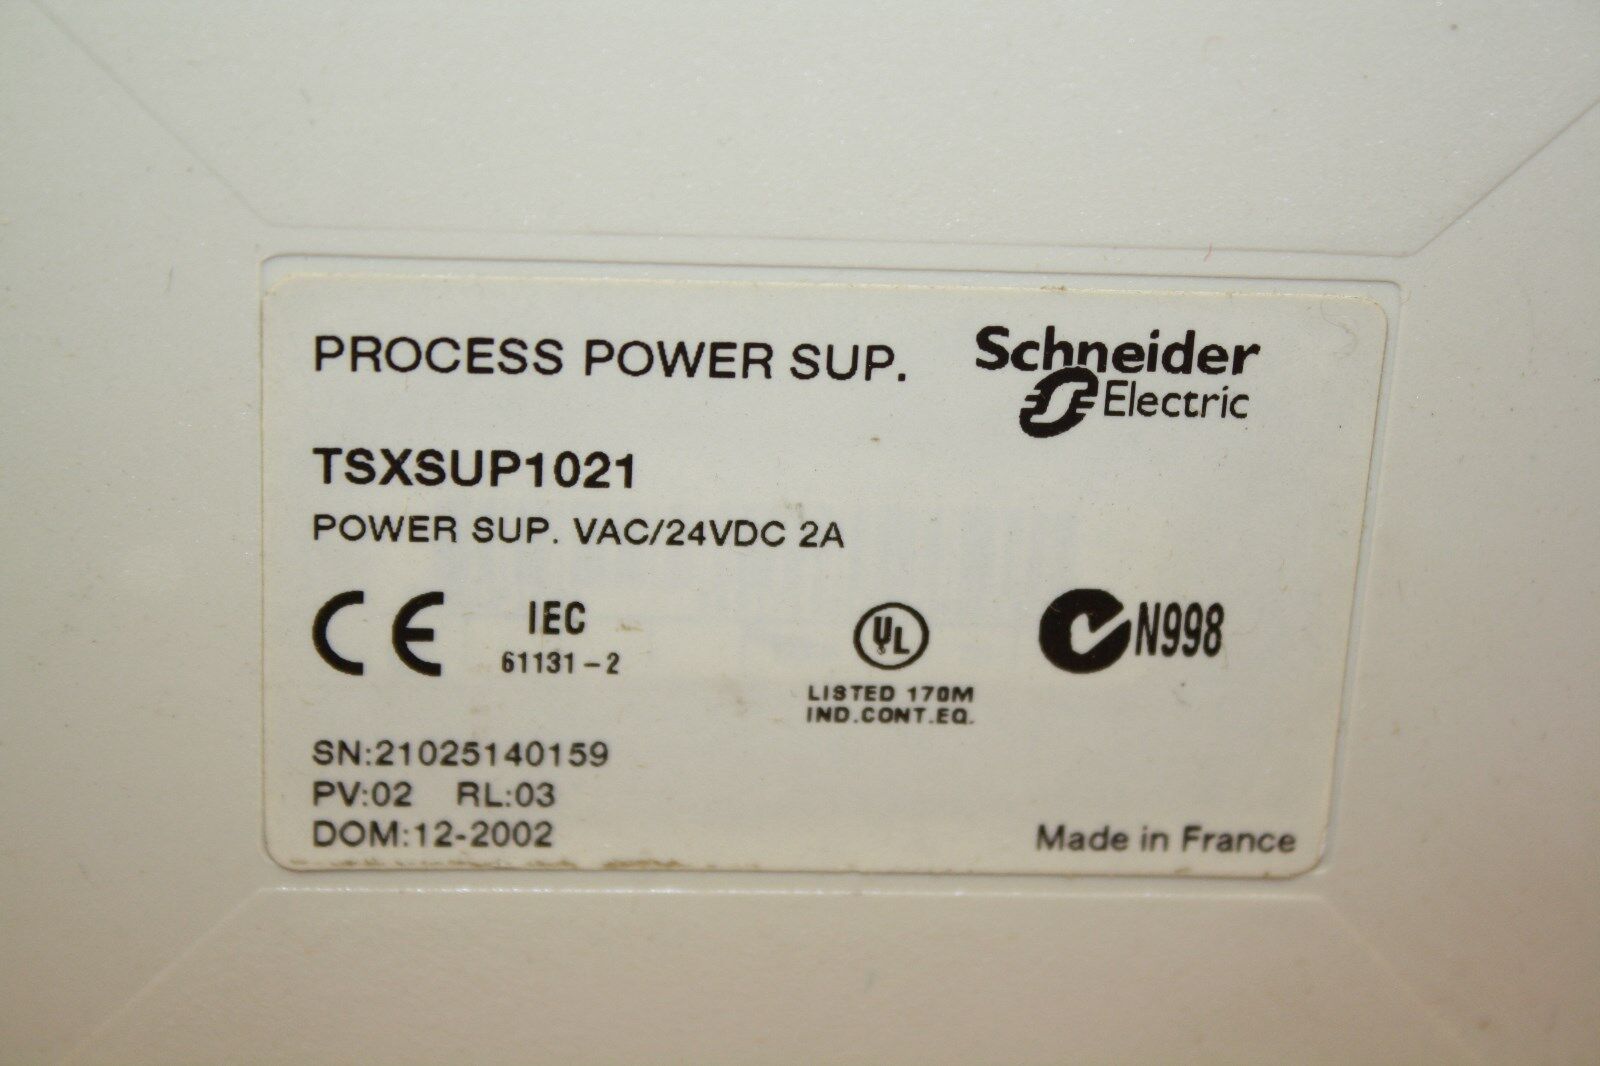 PROCESS POWER SUP.
Schneider
Electric
TSXSUP1021
POWER SUP. VAC/24VDC 2A
CE
IEC
61131-2
UL
LISTED 170M
IND.CONT.EQ.
N998
SN:21025140159
PV:02 RL:03
DOM:12-2002
Made in France